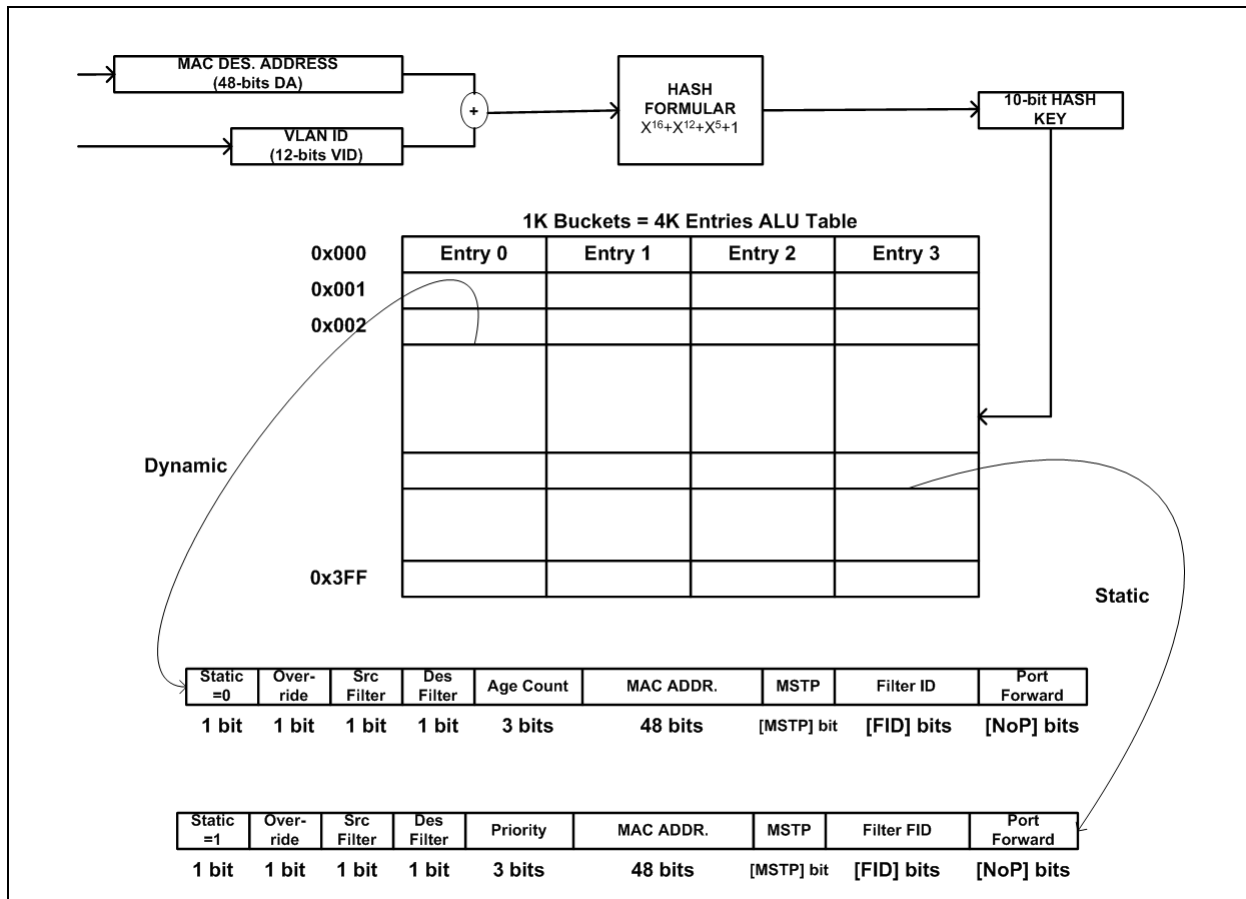 MAC DES. ADDRESS
(48-bits DA)
VLAN ID
(12-bits VID)
+
HASH
FORMULAR
X¹⁶+X¹²+X⁵+1
10-bit HASH
KEY
1K Buckets = 4K Entries ALU Table
0x000
Entry 0
Entry 1
Entry 2
Entry 3
0x001
0x002
0x3FF
Dynamic
Static
Static
=0
Over-
ride
Src
Filter
Des
Filter
Age Count
MAC ADDR.
MSTP
Filter ID
Port
Forward
1 bit
1 bit
1 bit
1 bit
3 bits
48 bits
[MSTP] bit
[FID] bits
[NoP] bits
Static
=1
Over-
ride
Src
Filter
Des
Filter
Priority
MAC ADDR.
MSTP
Filter FID
Port
Forward
1 bit
1 bit
1 bit
1 bit
3 bits
48 bits
[MSTP] bit
[FID] bits
[NoP] bits